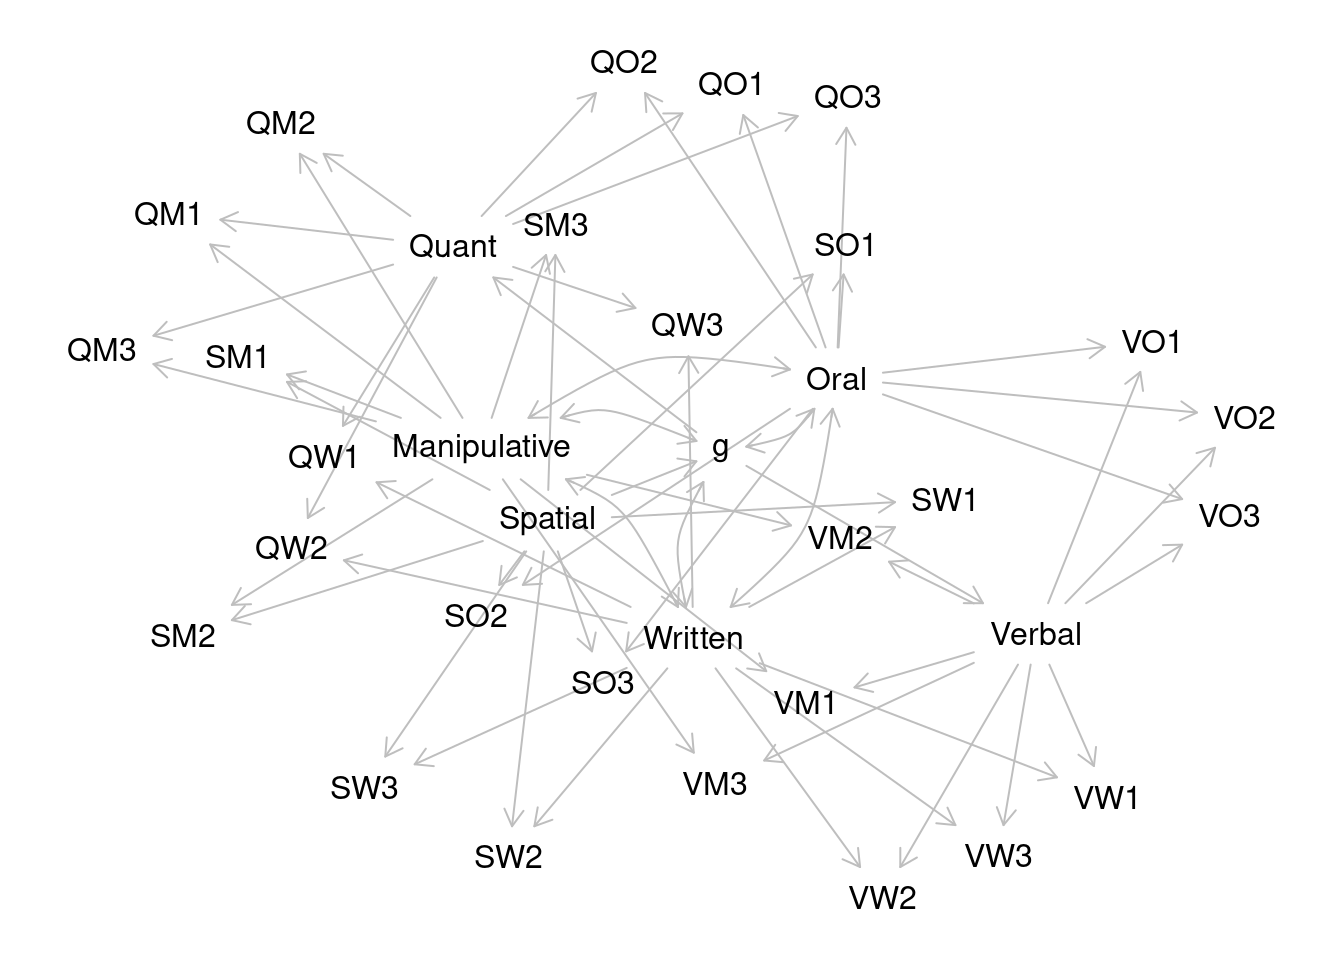 QO2
QO1
QO3
QM2
QM1
SM3
Quant
SO1
QW3
VO1
QM3
SM1
Oral
VO2
Manipulative
g
QW1
SW1
VO3
Spatial
VM2
QW2
SO2
Verbal
SM2
Written
SO3
VM1
VM3
SW3
VW1
SW2
VW3
VW2